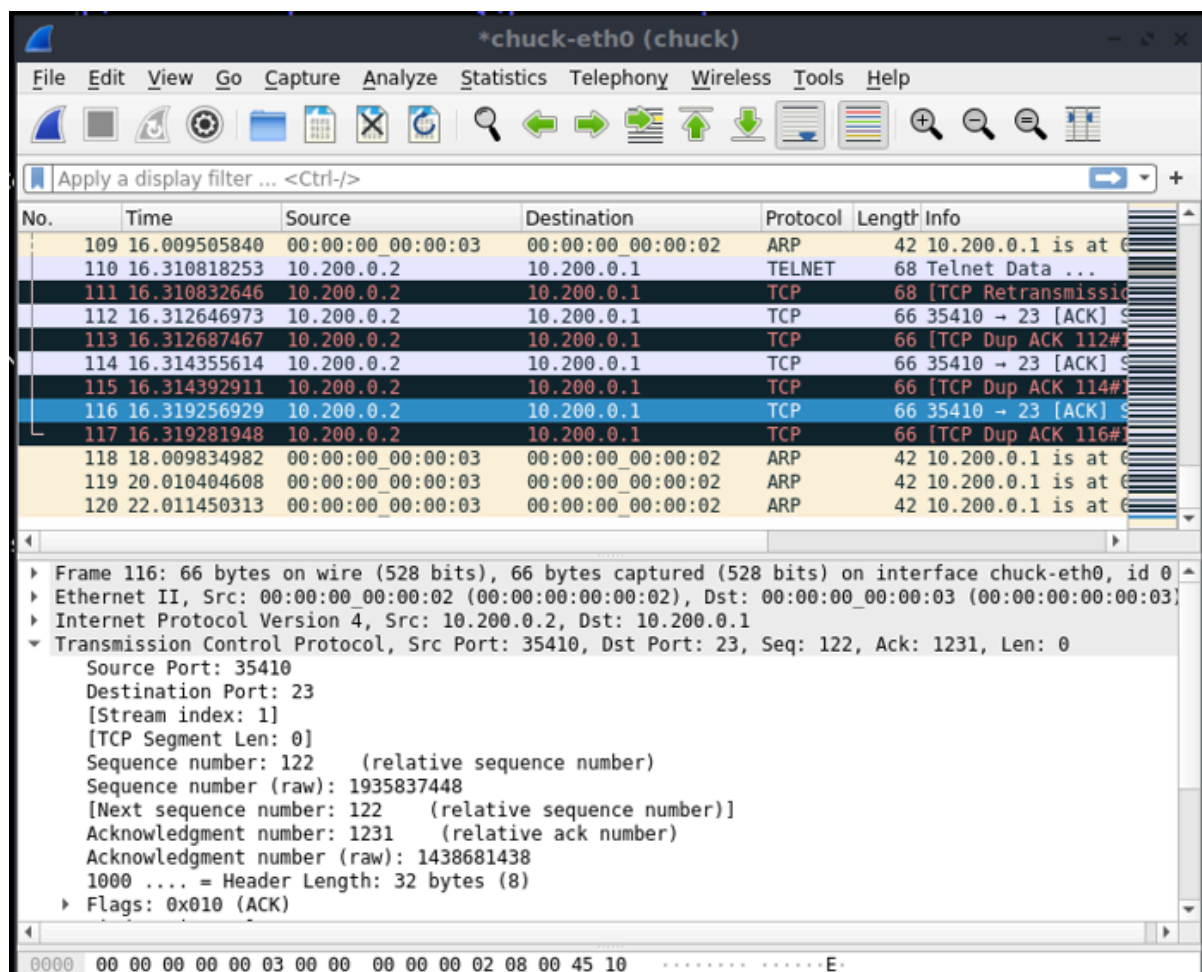 *chuck-eth0 (chuck)
File Edit View Go Capture Analyze Statistics Telephony Wireless Tools Help
Apply a display filter ... <Ctrl-/>
No. Time Source Destination Protocol Length Info
109 16.009505840 00:00:00_00:00:03 00:00:00_00:00:02 ARP 42 10.200.0.1 is at
110 16.310818253 10.200.0.2 10.200.0.1 TELNET 68 Telnet Data ...
111 16.310832646 10.200.0.2 10.200.0.1 TCP 68 [TCP Retransmissi
112 16.312646973 10.200.0.2 10.200.0.1 TCP 66 35410 → 23 [ACK] S
113 16.312687467 10.200.0.2 10.200.0.1 TCP 66 [TCP Dup ACK 112#1
114 16.314355614 10.200.0.2 10.200.0.1 TCP 66 35410 → 23 [ACK] S
115 16.314392911 10.200.0.2 10.200.0.1 TCP 66 [TCP Dup ACK 114#1
116 16.319256929 10.200.0.2 10.200.0.1 TCP 66 35410 → 23 [ACK] S
117 16.319281948 10.200.0.2 10.200.0.1 TCP 66 [TCP Dup ACK 116#1
118 18.009834982 00:00:00_00:00:03 00:00:00_00:00:02 ARP 42 10.200.0.1 is at
119 20.010404608 00:00:00_00:00:03 00:00:00_00:00:02 ARP 42 10.200.0.1 is at
120 22.011450313 00:00:00_00:00:03 00:00:00_00:00:02 ARP 42 10.200.0.1 is at
Frame 116: 66 bytes on wire (528 bits), 66 bytes captured (528 bits) on interface chuck-eth0, id 0
Ethernet II, Src: 00:00:00_00:00:02 (00:00:00:00:00:02), Dst: 00:00:00_00:00:03 (00:00:00:00:00:03)
Internet Protocol Version 4, Src: 10.200.0.2, Dst: 10.200.0.1
Transmission Control Protocol, Src Port: 35410, Dst Port: 23, Seq: 122, Ack: 1231, Len: 0
Source Port: 35410
Destination Port: 23
[Stream index: 1]
[TCP Segment Len: 0]
Sequence number: 122 (relative sequence number)
Sequence number (raw): 1935837448
[Next sequence number: 122 (relative sequence number)]
Acknowledgment number: 1231 (relative ack number)
Acknowledgment number (raw): 1438681438
1000 .... = Header Length: 32 bytes (8)
Flags: 0x010 (ACK)
0000 00 00 00 00 00 03 00 00 00 00 00 02 08 00 45 10 ········ ······E·